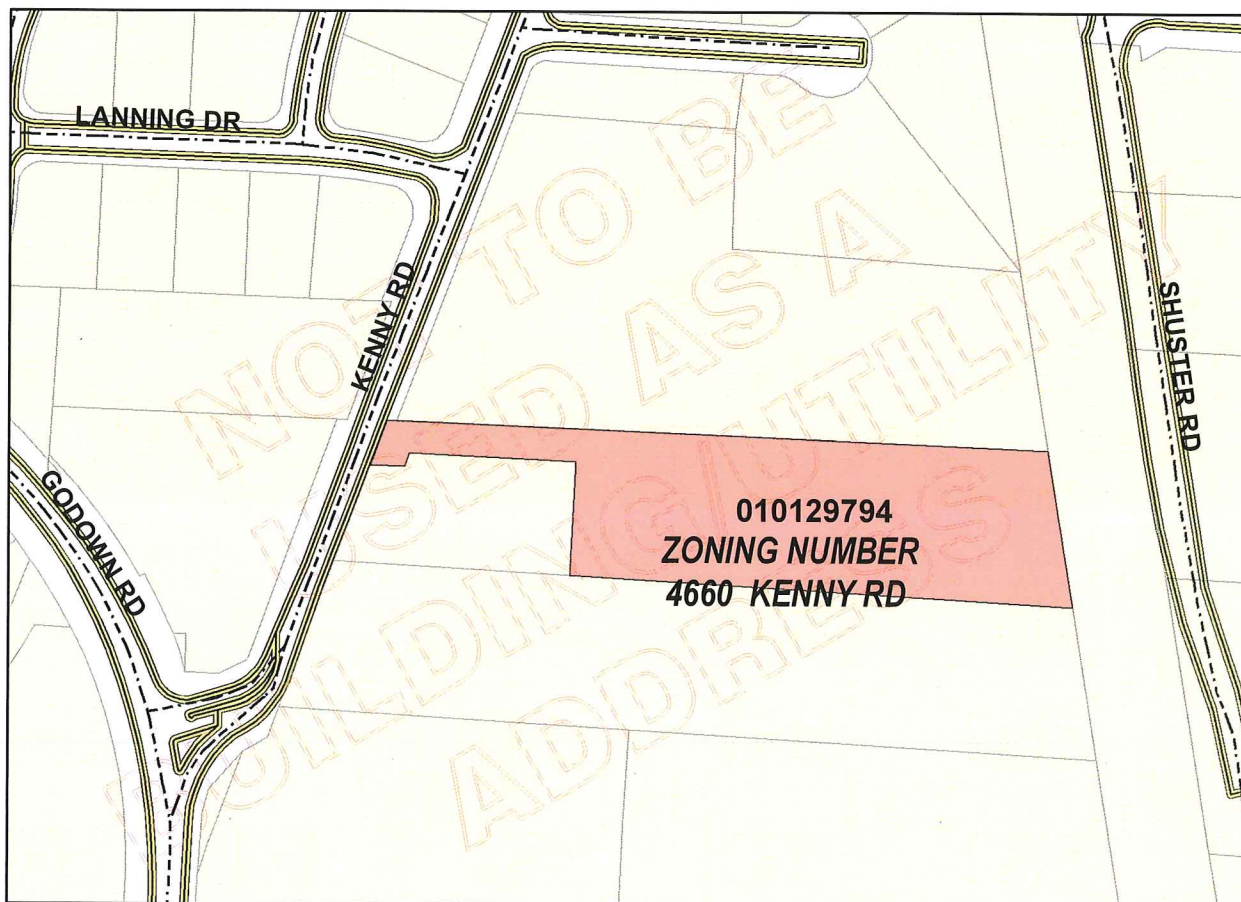 LANNING DR
KENNY RD
SHUSTER RD
GODOWN RD
010129794
ZONING NUMBER
4660 KENNY RD
NOT TO BE
USED AS A
BUILDING/UTILITY
ADDRESS